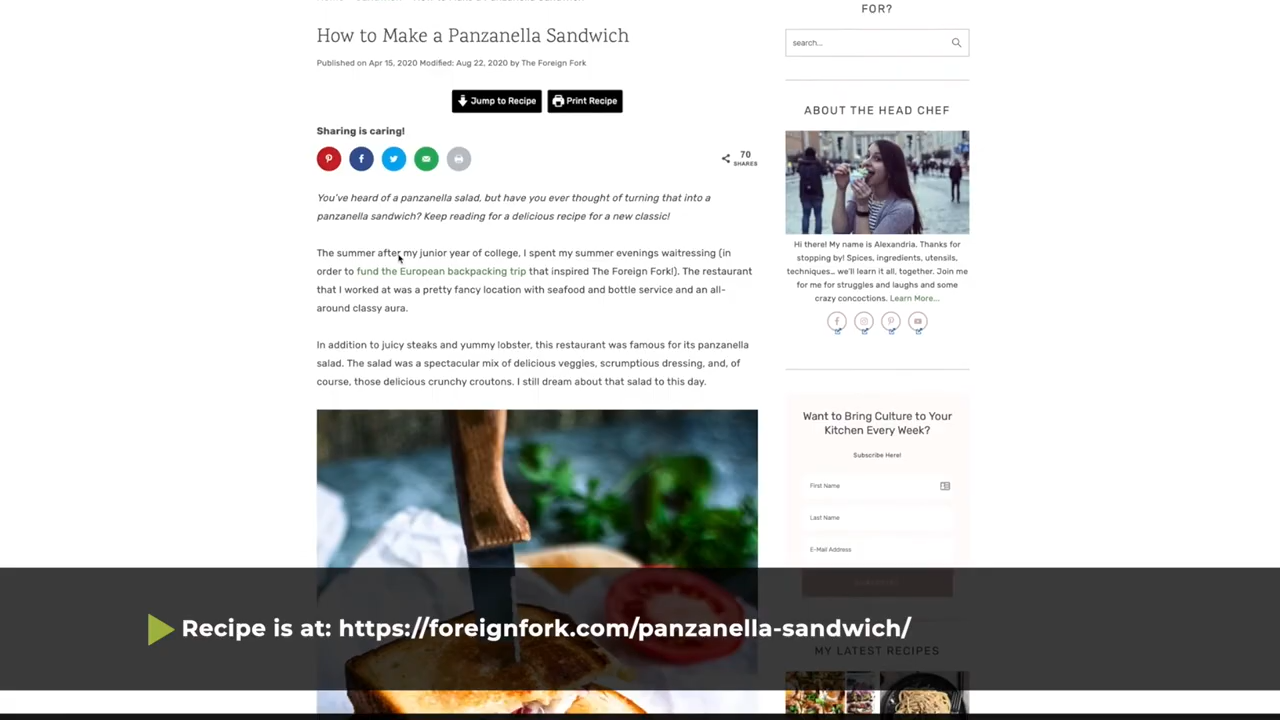 FOR?
How to Make a Panzanella Sandwich
search...
Published on Apr 15, 2020 Modified: Aug 22, 2020 by The Foreign Fork
Jump to Recipe
Print Recipe
ABOUT THE HEAD CHEF
Sharing is caring!
70
SHARES
You've heard of a panzanella salad, but have you ever thought of turning that into a
panzanella sandwich? Keep reading for a delicious recipe for a new classic!
The summer after my junior year of college, I spent my summer evenings waitressing (in
order to fund the European backpacking trip that inspired The Foreign Fork!). The restaurant
that I worked at was a pretty fancy location with seafood and bottle service and an all-
around classy aura.
Hi there! My name is Alexandria. Thanks for
stopping by! Spices, ingredients, utensils,
techniques... we'll learn it all, together. Join me
for me for struggles and laughs and some
crazy concoctions. Learn More...
In addition to juicy steaks and yummy lobster, this restaurant was famous for its panzanella
salad. The salad was a spectacular mix of delicious veggies, scrumptious dressing, and, of
course, those delicious crunchy croutons. I still dream about that salad to this day.
Want to Bring Culture to Your
Kitchen Every Week?
Subscribe Here!
First Name
Last Name
E-Mail Address
Recipe is at: https://foreignfork.com/panzanella-sandwich/
MY LATEST RECIPES